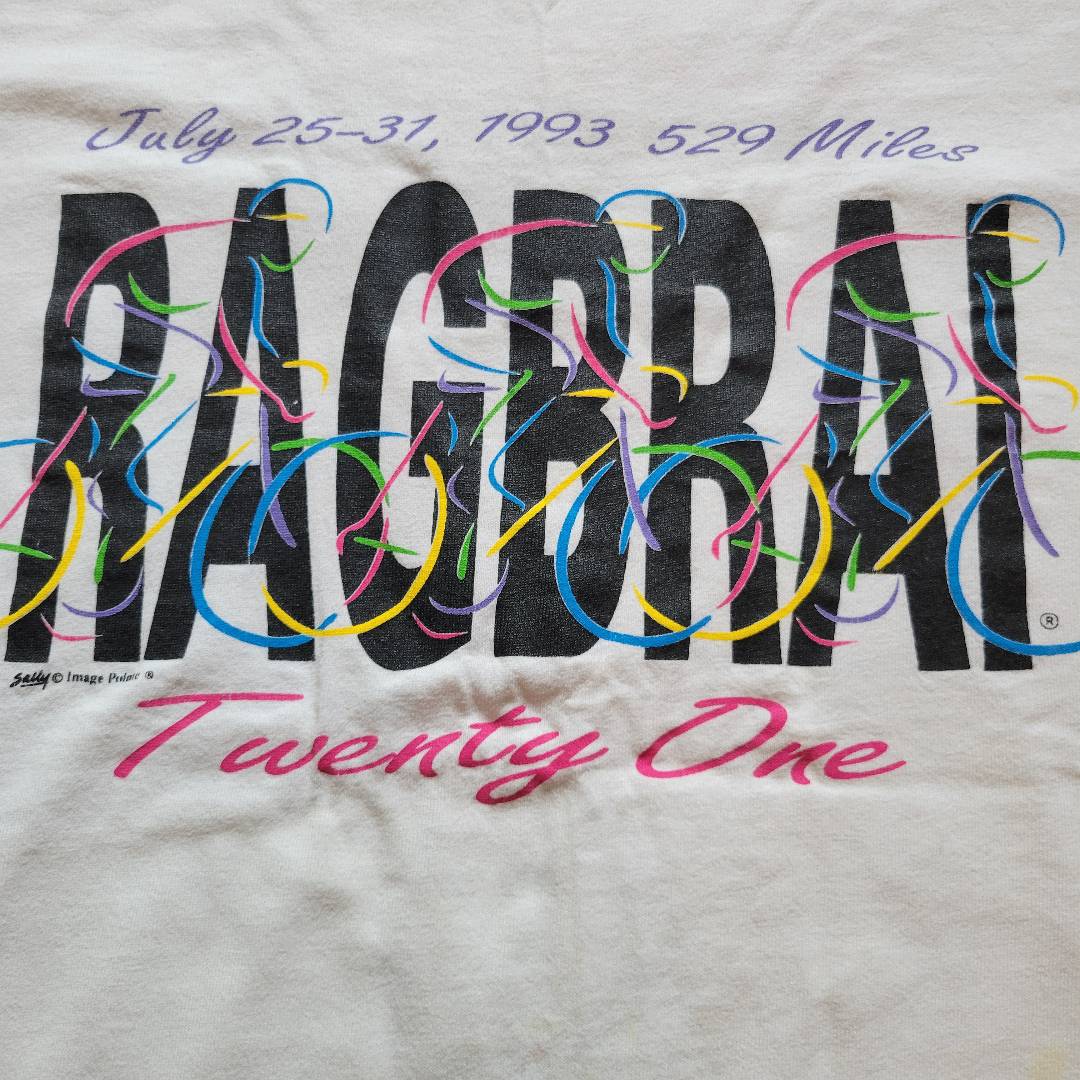 July 25-31, 1993 529 Miles
RAGBRAI
®
Sally © Image Pointe ®
Twenty One